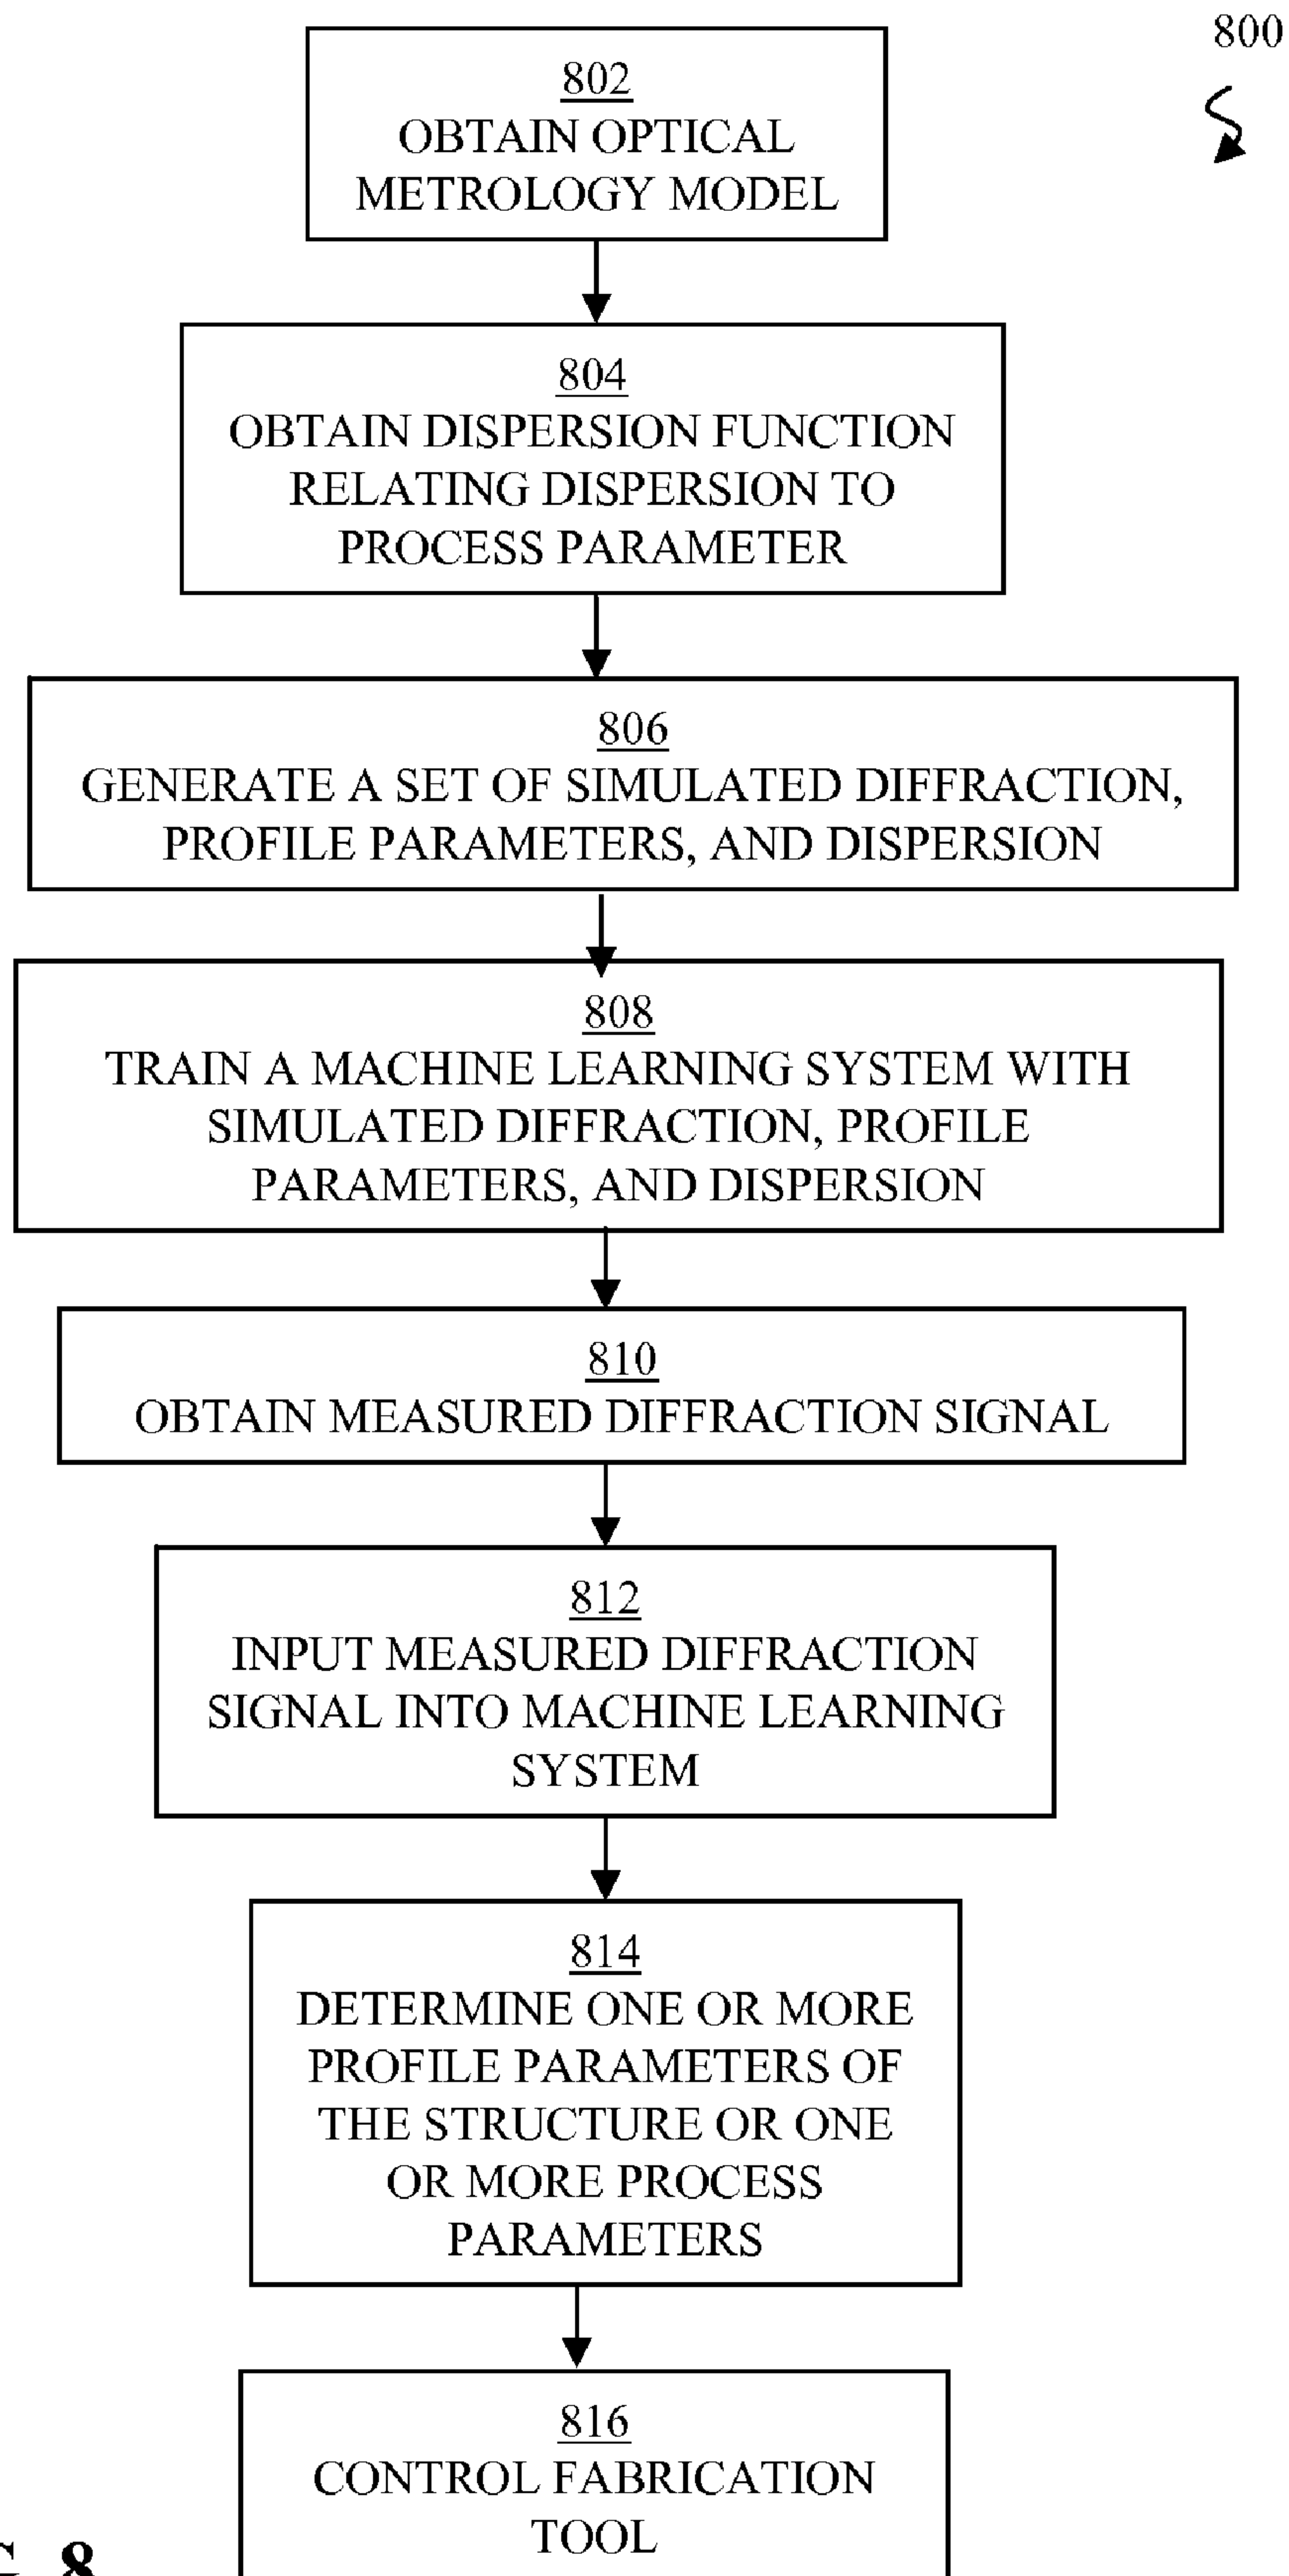 800
802
OBTAIN OPTICAL
METROLOGY MODEL
804
OBTAIN DISPERSION FUNCTION
RELATING DISPERSION TO
PROCESS PARAMETER
806
GENERATE A SET OF SIMULATED DIFFRACTION,
PROFILE PARAMETERS, AND DISPERSION
808
TRAIN A MACHINE LEARNING SYSTEM WITH
SIMULATED DIFFRACTION, PROFILE
PARAMETERS, AND DISPERSION
810
OBTAIN MEASURED DIFFRACTION SIGNAL
812
INPUT MEASURED DIFFRACTION
SIGNAL INTO MACHINE LEARNING
SYSTEM
814
DETERMINE ONE OR MORE
PROFILE PARAMETERS OF
THE STRUCTURE OR ONE
OR MORE PROCESS
PARAMETERS
816
CONTROL FABRICATION
TOOL
8